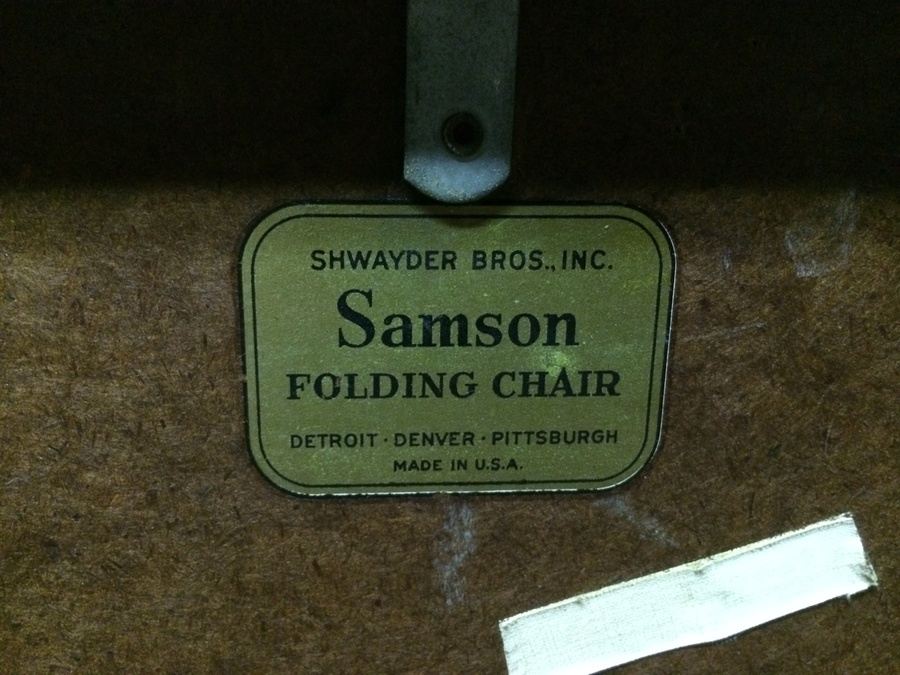 SHWAYDER BROS., INC.
Samson
FOLDING CHAIR
DETROIT · DENVER · PITTSBURGH
MADE IN U.S.A.